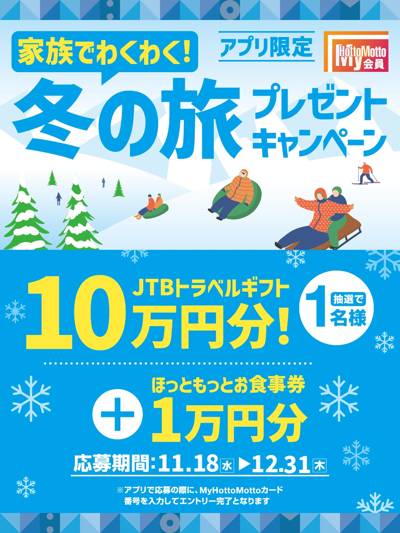 家族でわくわく!
アプリ限定
My HottoMotto 会員
冬の旅
プレゼント
キャンペーン
JTBトラベルギフト
10万円分!
抽選で
1名様
ほっともっとお食事券
+1万円分
応募期間:11.18水▶12.31木
※アプリで応募の際に、MyHottoMottoカード
番号を入力してエントリー完了となります